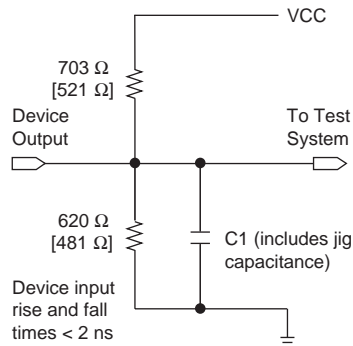 VCC
703 Ω
[521 Ω]
Device
Output
To Test
System
620 Ω
[481 Ω]
C1 (includes jig
capacitance)
Device input
rise and fall
times < 2 ns